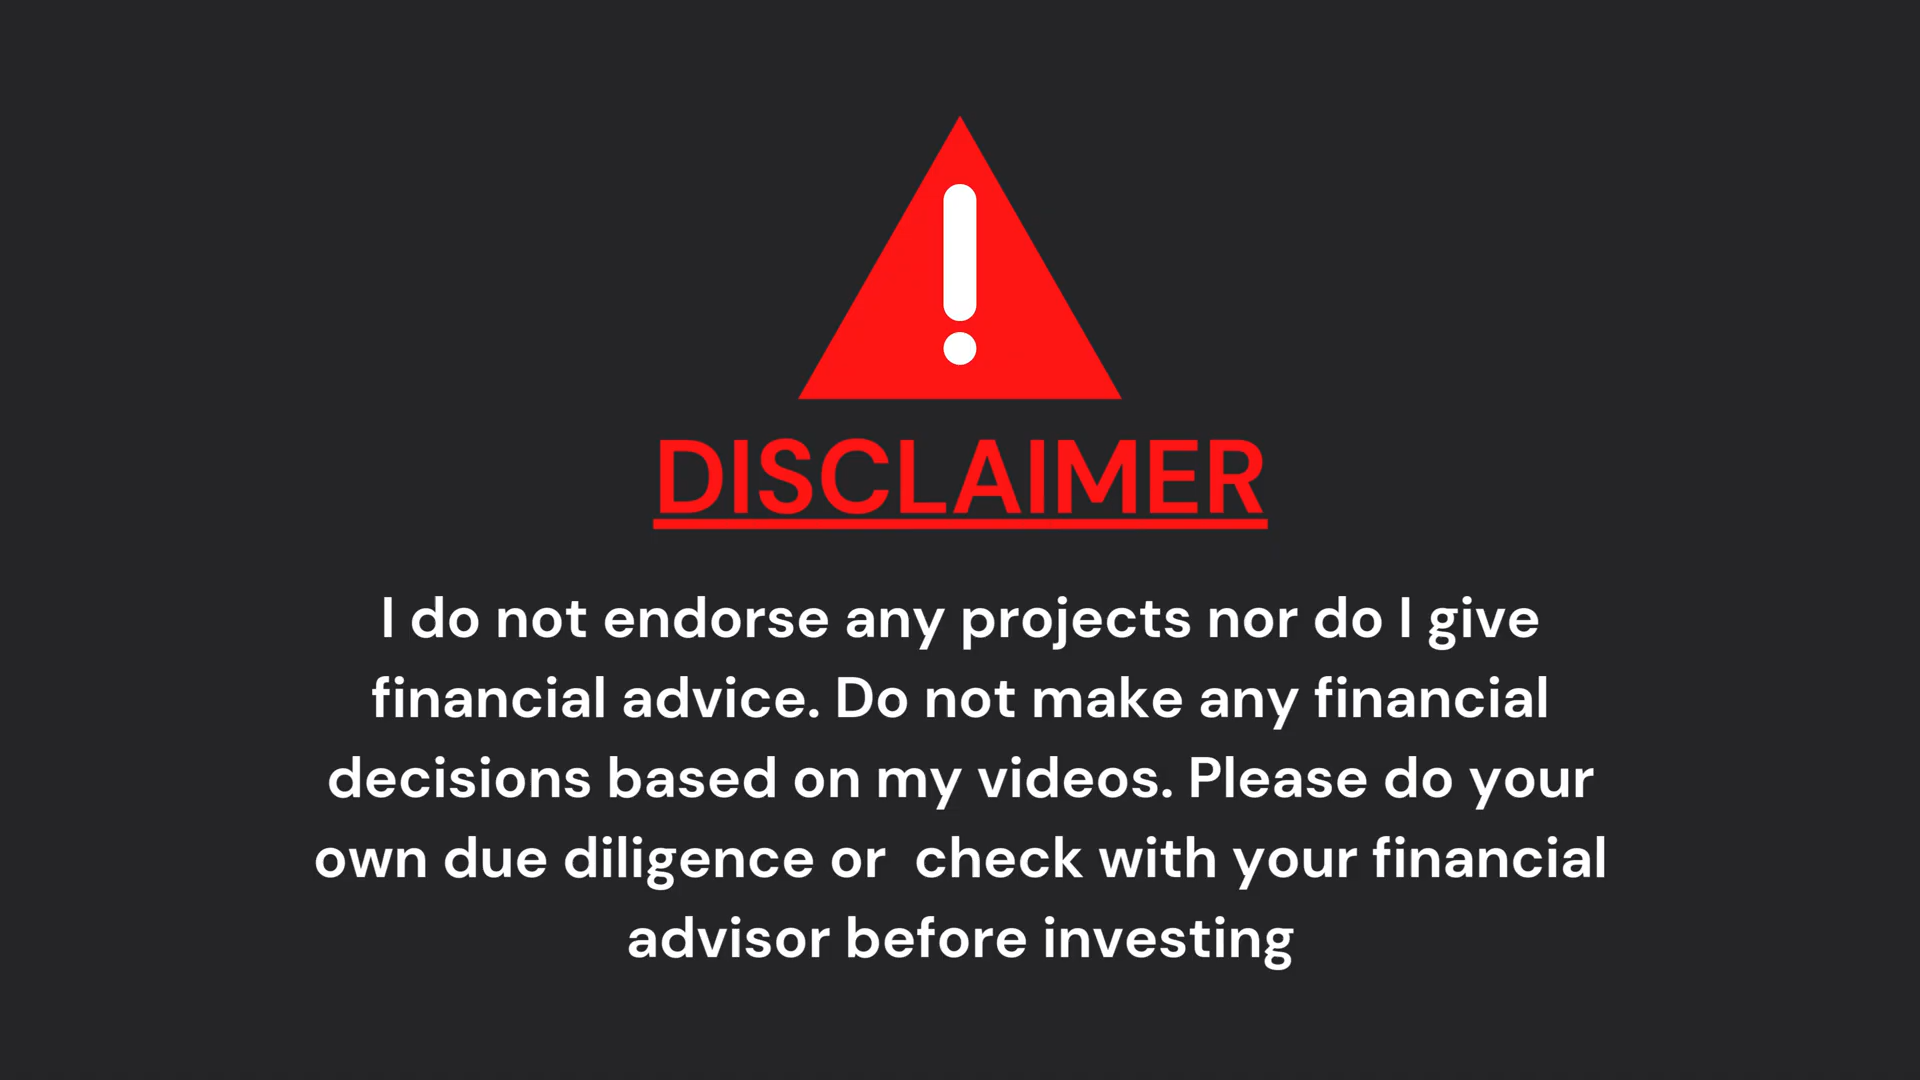 DISCLAIMER
I do not endorse any projects nor do I give
financial advice. Do not make any financial
decisions based on my videos. Please do your
own due diligence or  check with your financial
advisor before investing